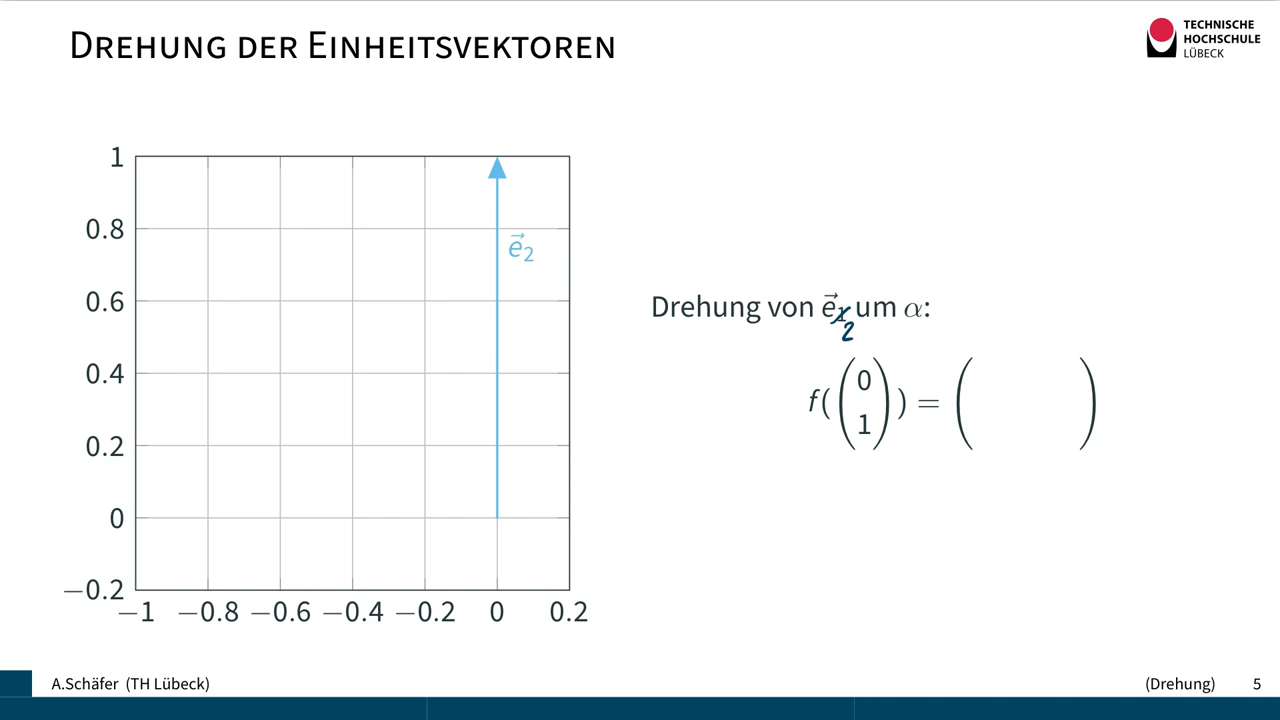 DREHUNG DER EINHEITSVEKTOREN
TECHNISCHE
HOCHSCHULE
LÜBECK
1
0.8
0.6
0.4
0.2
0
−0.2
−1 −0.8 −0.6 −0.4 −0.2 0 0.2
e⃗₂
Drehung von e⃗₁ um α:
2
f( ( 0
1 ) ) = ( )
A.Schäfer (TH Lübeck)
(Drehung) 5